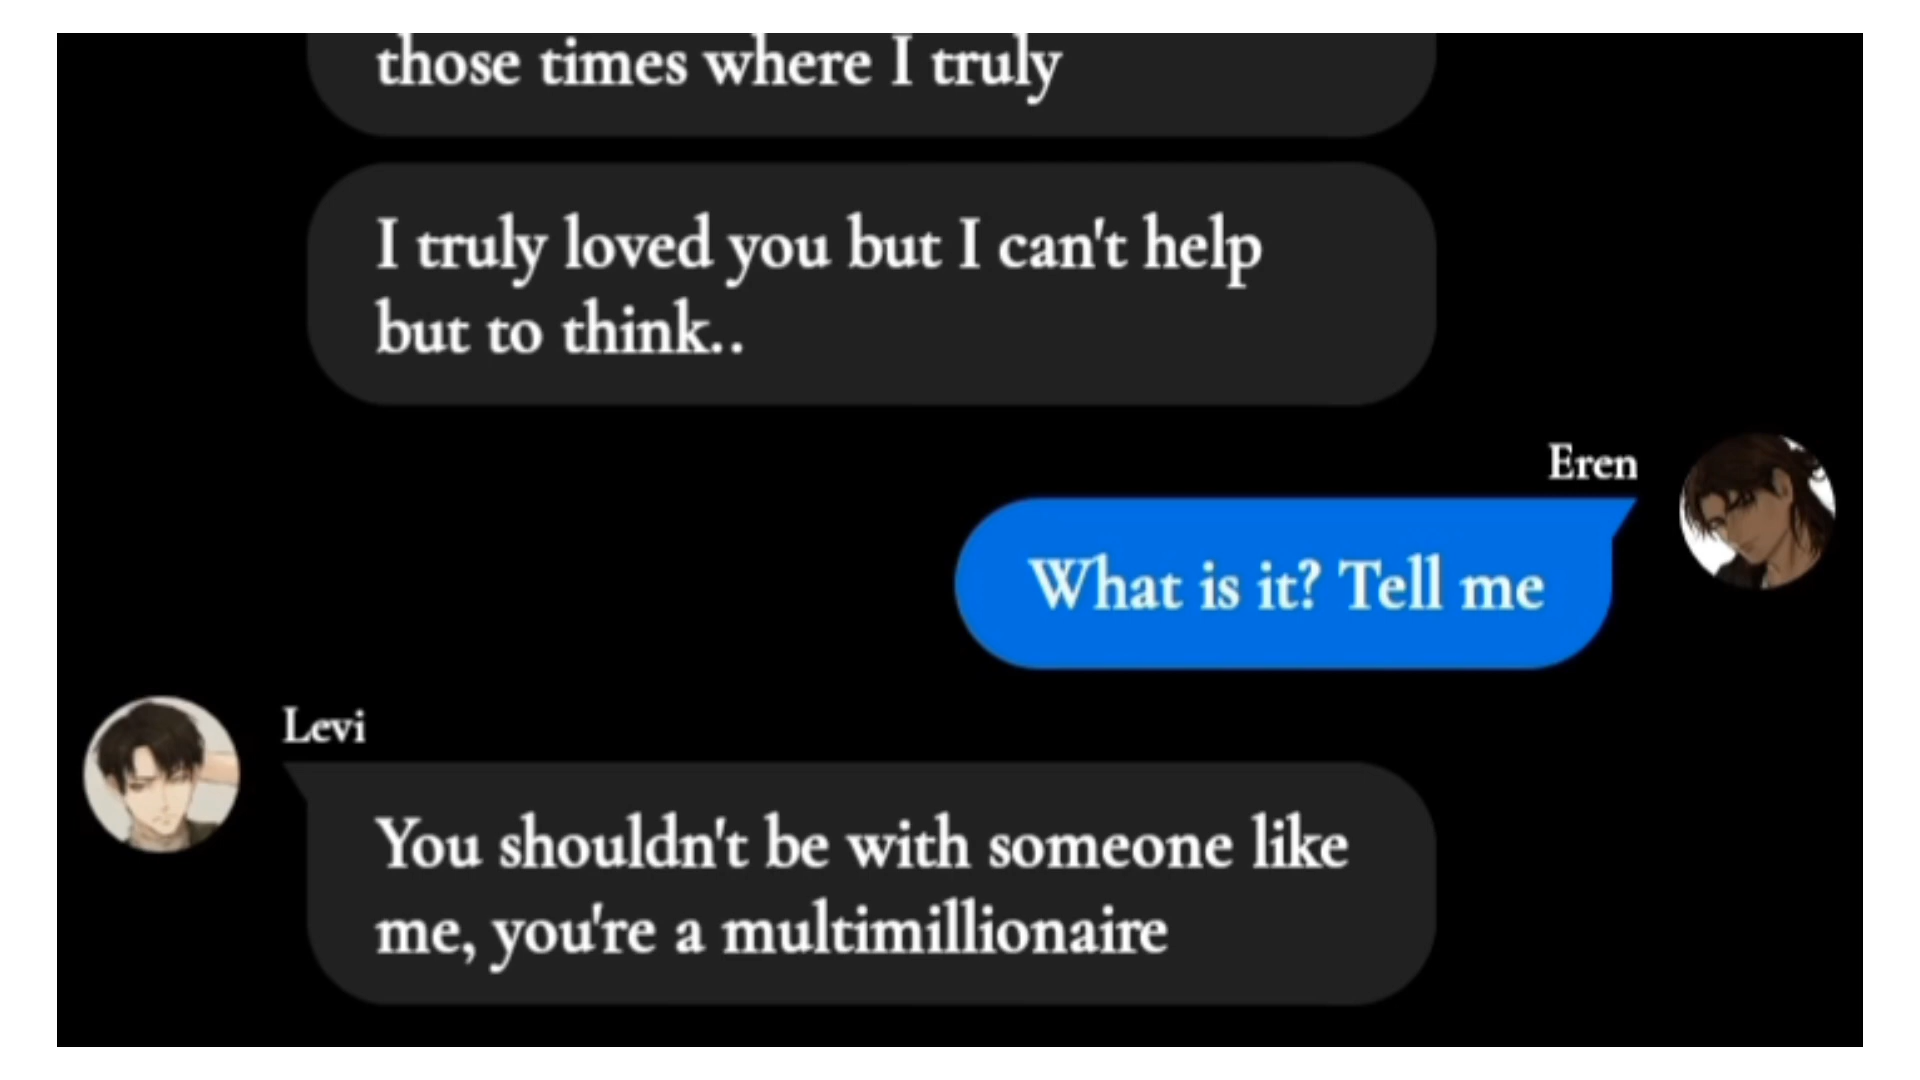 those times where I truly
I truly loved you but I can't help
but to think..
Eren
What is it? Tell me
Levi
You shouldn't be with someone like
me, you're a multimillionaire